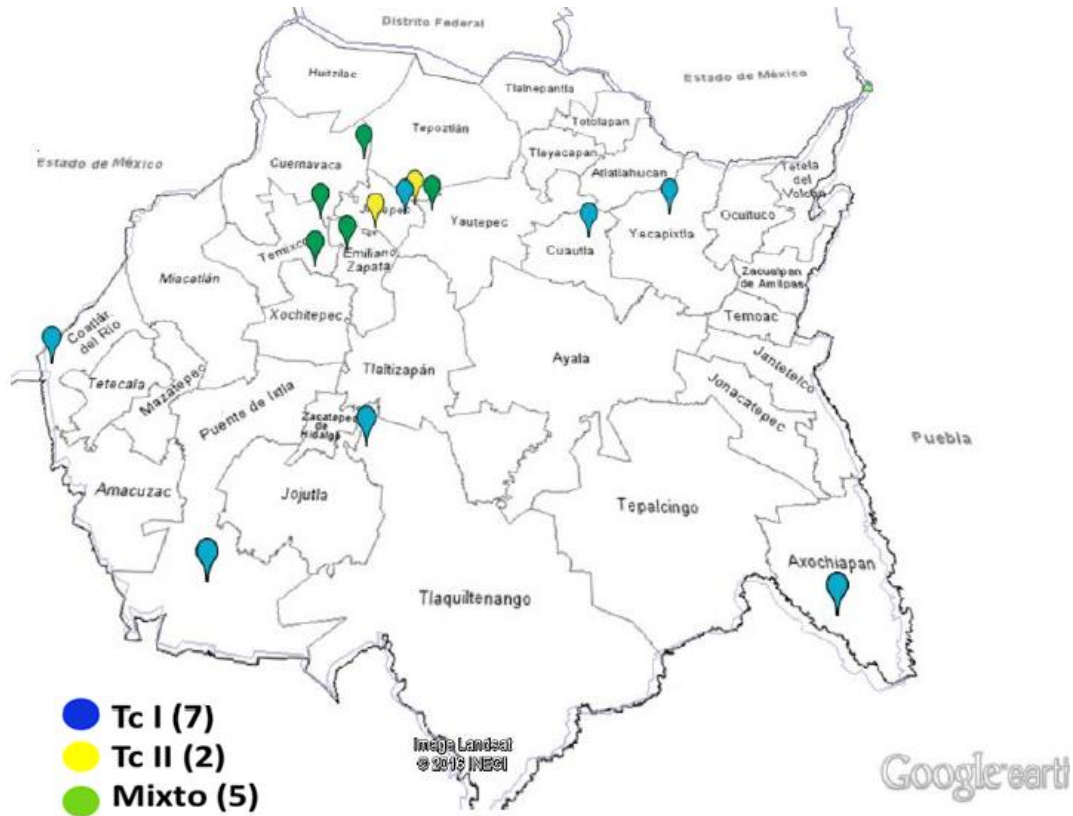 Distrito Federal
Huitzilac
Estado de México
Tlalnepantla
Totolapan
Tepoztlán
Tlayacapan
Estado de México
Cuernavaca
Atlatlahucan
Tetela del Volcán
Yautepec
Yecapixtla
Ocuituco
Temixco
Cuautla
Emiliano
Zapata
Zacualpan
de Amilpas
Miacatlán
Xochitepec
Temoac
Coatlán
del Río
Tlaltizapán
Ayala
Jantetelco
Tetecala
Mazatepec
Jonacatepec
Puente de Ixtla
Zacatepec
de
Hidalgo
Puebla
Amacuzac
Jojutla
Tepalcingo
Axochiapan
Tlaquiltenango
Tc I (7)
Tc II (2)
Mixto (5)
Image Landsat
© 2016 INEGI
Google earth